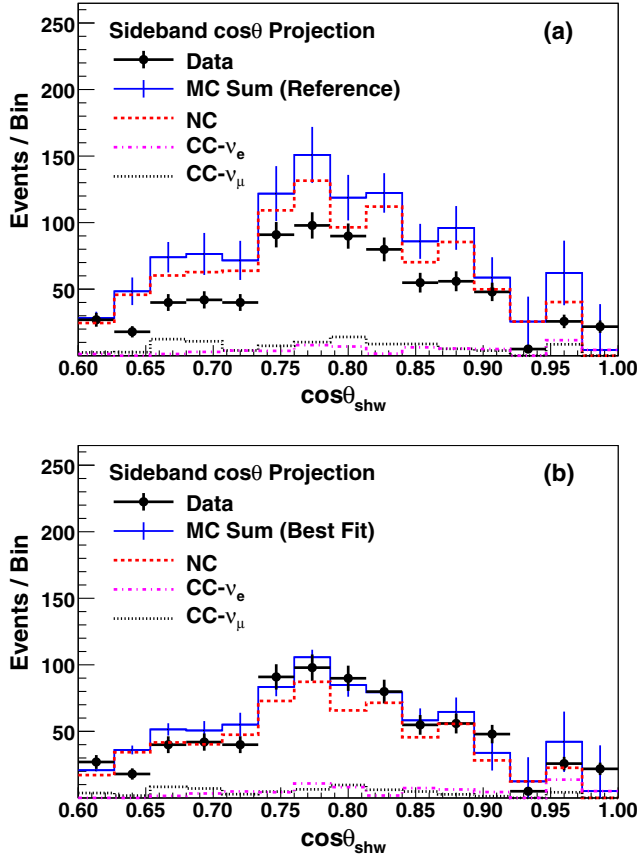 Sideband cosθ Projection
(a)
Data
MC Sum (Reference)
NC
CC-νe
CC-νμ
Events / Bin
250
200
150
100
50
0.60 0.65 0.70 0.75 0.80 0.85 0.90 0.95 1.00
cosθshw
Sideband cosθ Projection
(b)
Data
MC Sum (Best Fit)
NC
CC-νe
CC-νμ
Events / Bin
250
200
150
100
50
0.60 0.65 0.70 0.75 0.80 0.85 0.90 0.95 1.00
cosθshw